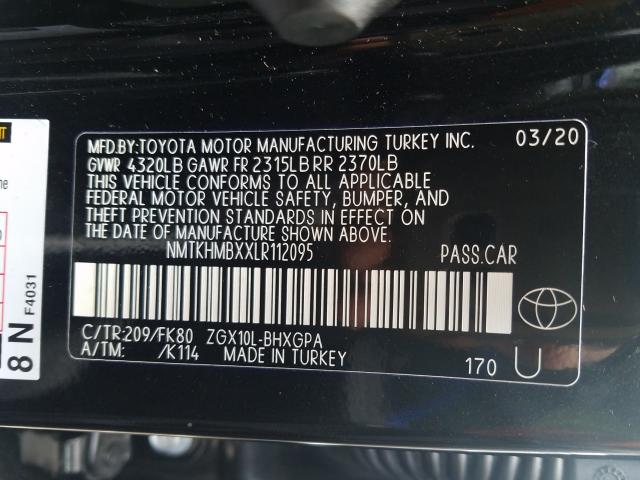 MFD.BY:TOYOTA MOTOR MANUFACTURING TURKEY INC. 03/20
GVWR 4320LB GAWR FR 2315LB RR 2370LB
THIS VEHICLE CONFORMS TO ALL APPLICABLE
FEDERAL MOTOR VEHICLE SAFETY, BUMPER, AND
THEFT PREVENTION STANDARDS IN EFFECT ON
THE DATE OF MANUFACTURE SHOWN ABOVE.
NMTKHMBXXLR112095 PASS.CAR
C/TR:209/FK80 ZGX10L-BHXGPA
A/TM: /K114 MADE IN TURKEY 170 U
8 N F4031